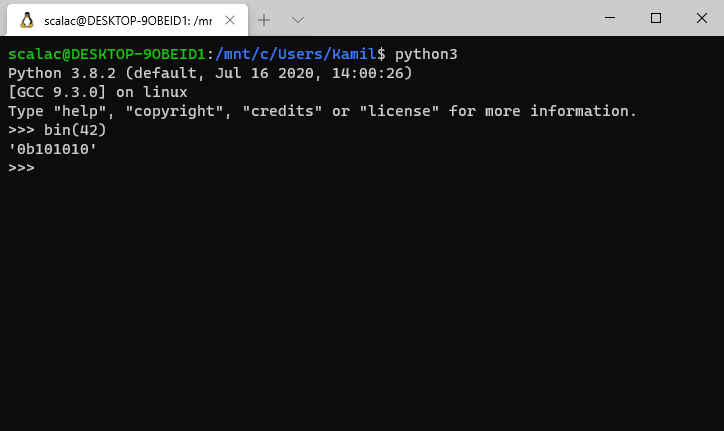 scalac@DESKTOP-9OBEID1: /mr
scalac@DESKTOP-9OBEID1:/mnt/c/Users/Kamil$ python3
Python 3.8.2 (default, Jul 16 2020, 14:00:26)
[GCC 9.3.0] on linux
Type "help", "copyright", "credits" or "license" for more information.
>>> bin(42)
'0b101010'
>>>